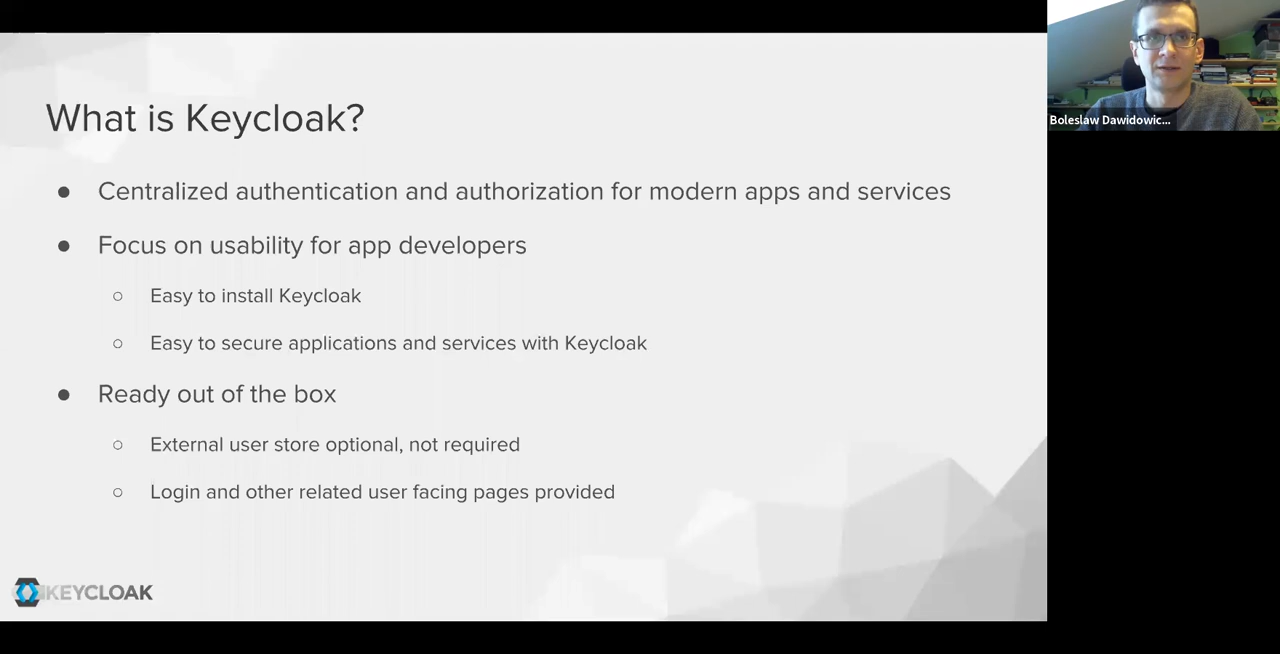 What is Keycloak?
● Centralized authentication and authorization for modern apps and services
● Focus on usability for app developers
○ Easy to install Keycloak
○ Easy to secure applications and services with Keycloak
● Ready out of the box
○ External user store optional, not required
○ Login and other related user facing pages provided
KEYCLOAK
Boleslaw Dawidowic...